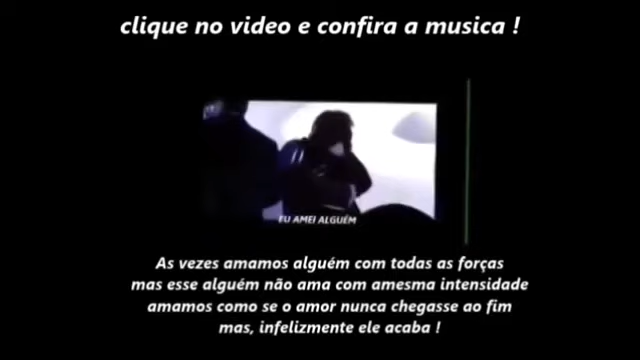 clique no video e confira a musica !
EU AMEI ALGUÉM
As vezes amamos alguém com todas as forças
mas esse alguém não ama com amesma intensidade
amamos como se o amor nunca chegasse ao fim
mas, infelizmente ele acaba !